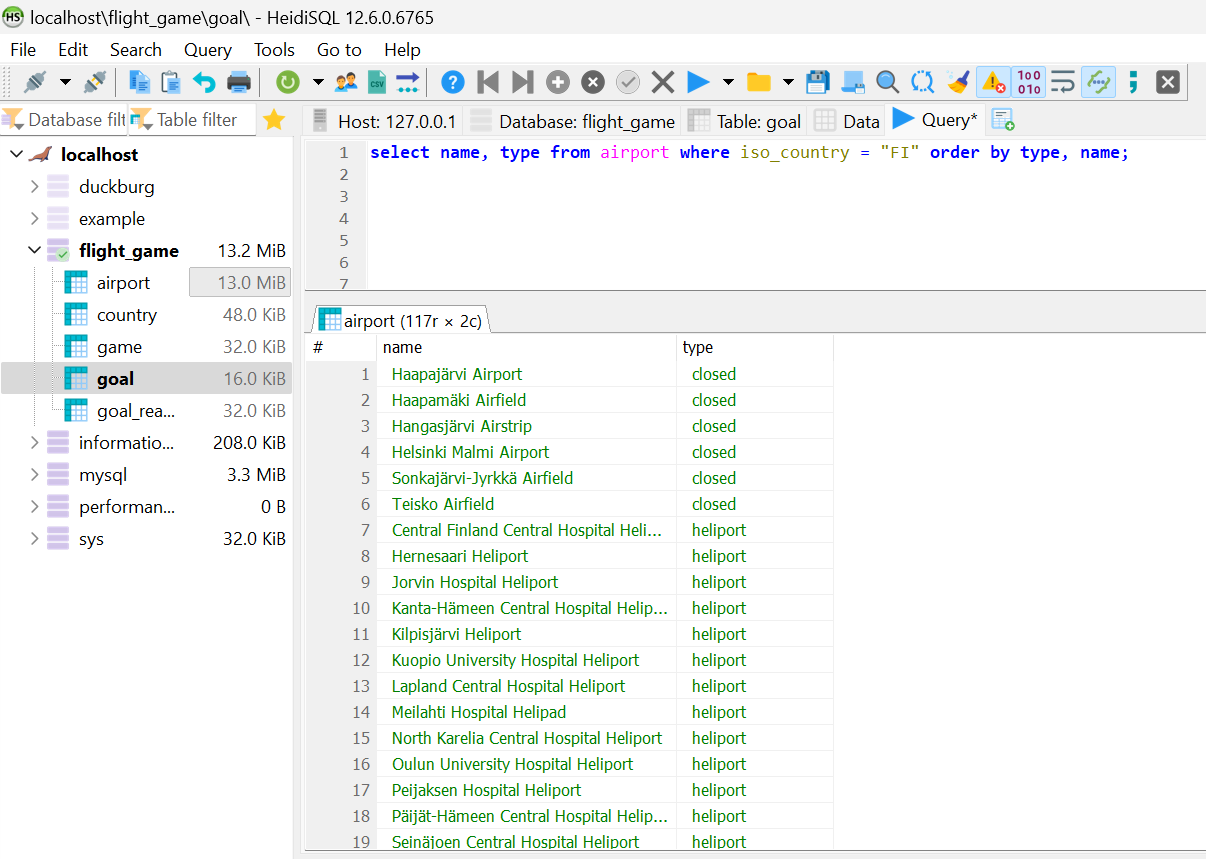 HS localhost\flight_game\goal\ - HeidiSQL 12.6.0.6765
File Edit Search Query Tools Go to Help
CSV ? 100 010 ;
Database filt Table filter Host: 127.0.0.1 Database: flight_game Table: goal Data Query*
localhost
duckburg
example
flight_game 13.2 MiB
airport 13.0 MiB
country 48.0 KiB
game 32.0 KiB
goal 16.0 KiB
goal_rea... 32.0 KiB
informatio... 208.0 KiB
mysql 3.3 MiB
performan... 0 B
sys 32.0 KiB
1 select name, type from airport where iso_country = "FI" order by type, name;
2
3
4
5
6
7
airport (117r × 2c)
# name type
1 Haapajärvi Airport closed
2 Haapamäki Airfield closed
3 Hangasjärvi Airstrip closed
4 Helsinki Malmi Airport closed
5 Sonkajärvi-Jyrkkä Airfield closed
6 Teisko Airfield closed
7 Central Finland Central Hospital Heli... heliport
8 Hernesaari Heliport heliport
9 Jorvin Hospital Heliport heliport
10 Kanta-Hämeen Central Hospital Helip... heliport
11 Kilpisjärvi Heliport heliport
12 Kuopio University Hospital Heliport heliport
13 Lapland Central Hospital Heliport heliport
14 Meilahti Hospital Helipad heliport
15 North Karelia Central Hospital Heliport heliport
16 Oulun University Hospital Heliport heliport
17 Peijaksen Hospital Heliport heliport
18 Päijät-Hämeen Central Hospital Helip... heliport
19 Seinäjoen Central Hospital Heliport heliport